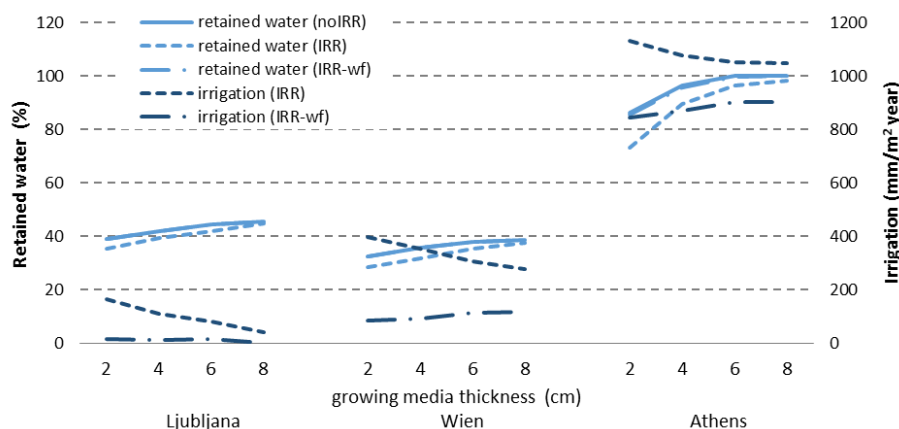 retained water (noIRR)
retained water (IRR)
retained water (IRR-wf)
irrigation (IRR)
irrigation (IRR-wf)
Retained water (%)
120
100
80
60
40
20
0
Irrigation (mm/m² year)
1200
1000
800
600
400
200
0
2 4 6 8 2 4 6 8 2 4 6 8
growing media thickness (cm)
Ljubljana Wien Athens